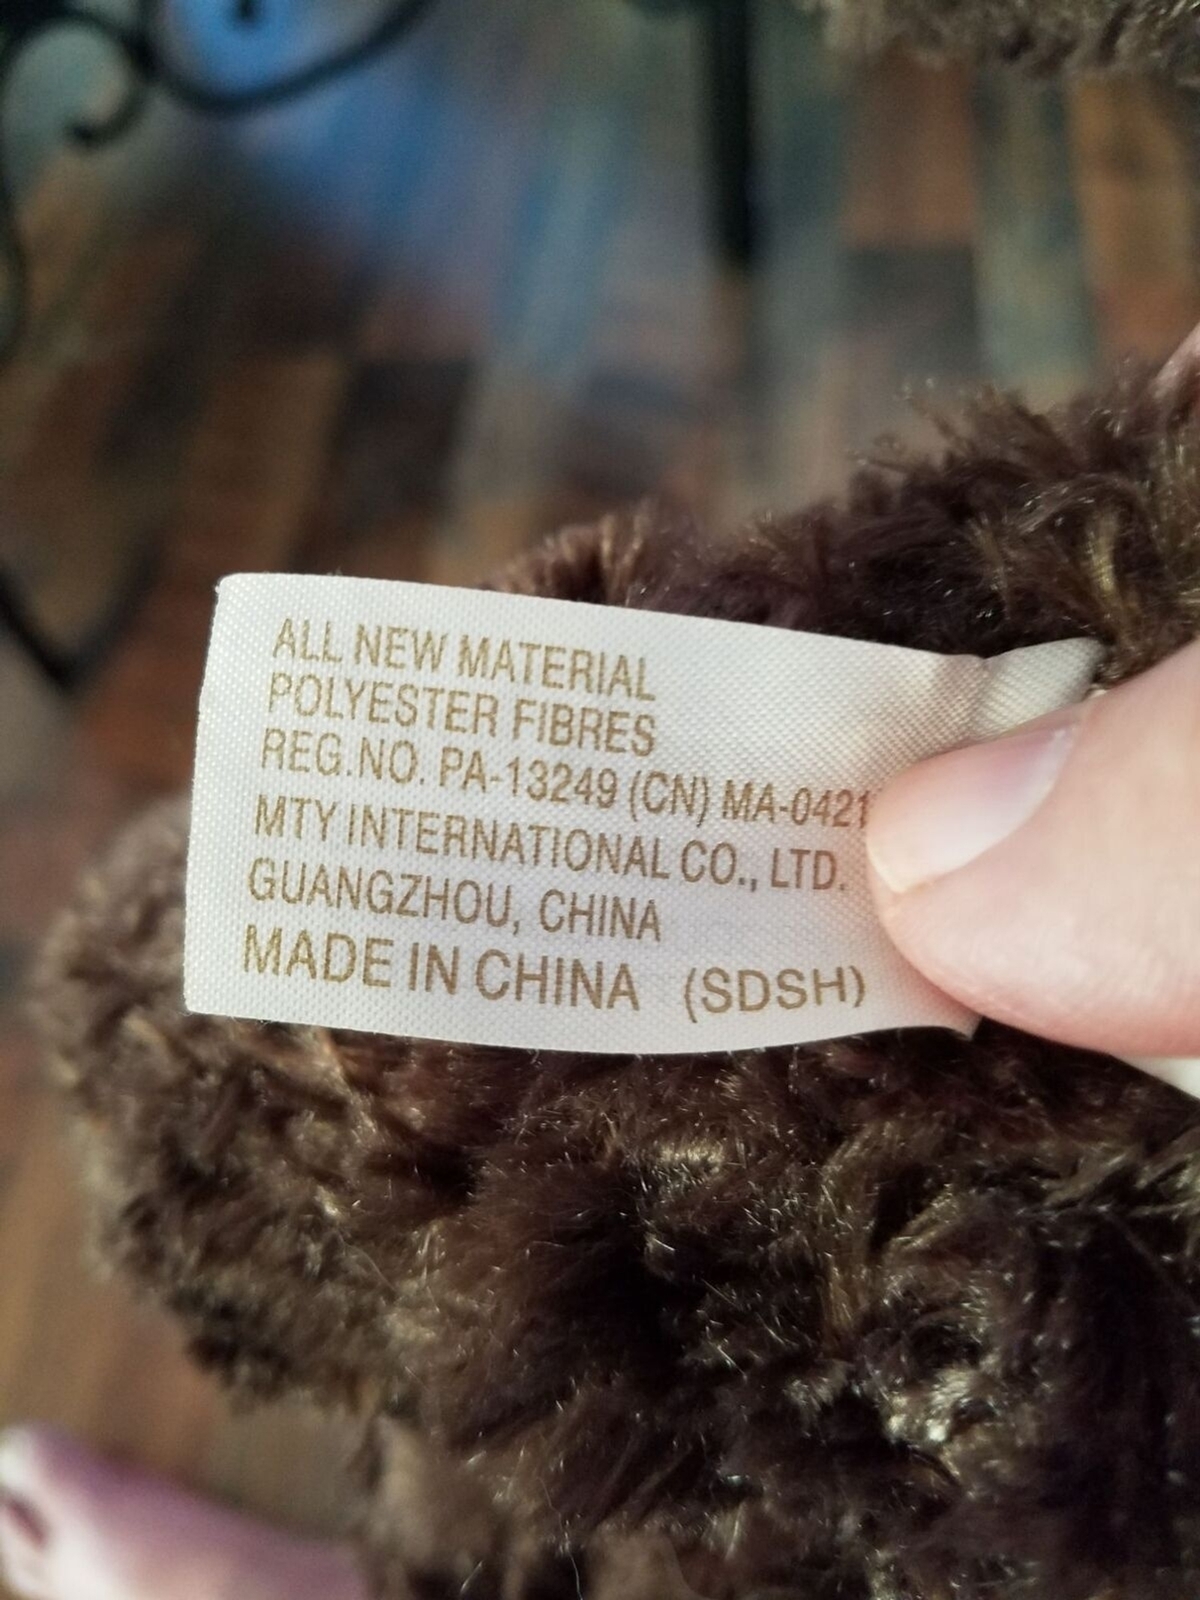 ALL NEW MATERIAL
POLYESTER FIBRES
REG.NO. PA-13249 (CN) MA-0421
MTY INTERNATIONAL CO., LTD.
GUANGZHOU, CHINA
MADE IN CHINA (SDSH)